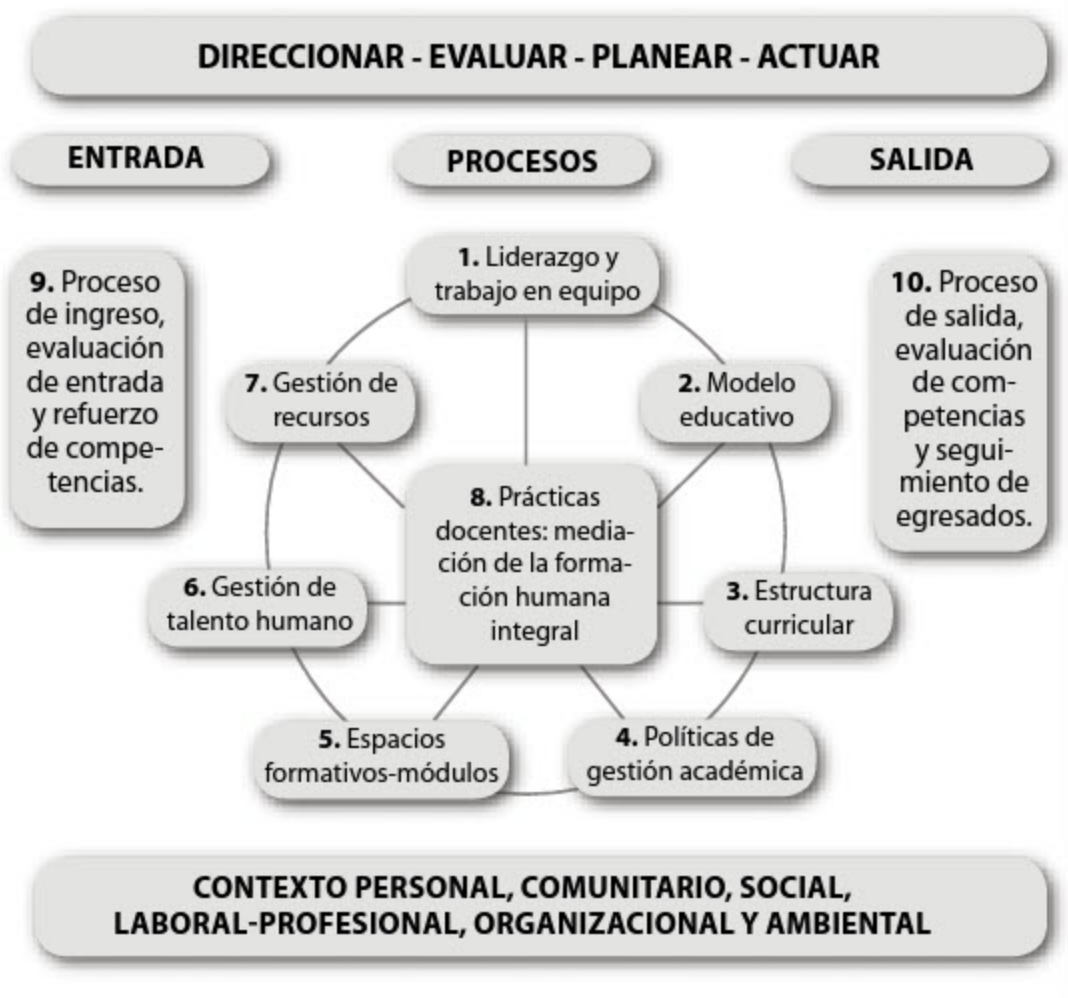 DIRECCIONAR - EVALUAR - PLANEAR - ACTUAR
ENTRADA
PROCESOS
SALIDA
1. Liderazgo y
trabajo en equipo
9. Proceso
de ingreso,
evaluación
de entrada
y refuerzo
de compe-
tencias.
10. Proceso
de salida,
evaluación
de com-
petencias
y segui-
miento de
egresados.
7. Gestión de
recursos
2. Modelo
educativo
8. Prácticas
docentes: media-
ción de la forma-
ción humana
integral
6. Gestión de
talento humano
3. Estructura
curricular
5. Espacios
formativos-módulos
4. Políticas de
gestión académica
CONTEXTO PERSONAL, COMUNITARIO, SOCIAL,
LABORAL-PROFESIONAL, ORGANIZACIONAL Y AMBIENTAL